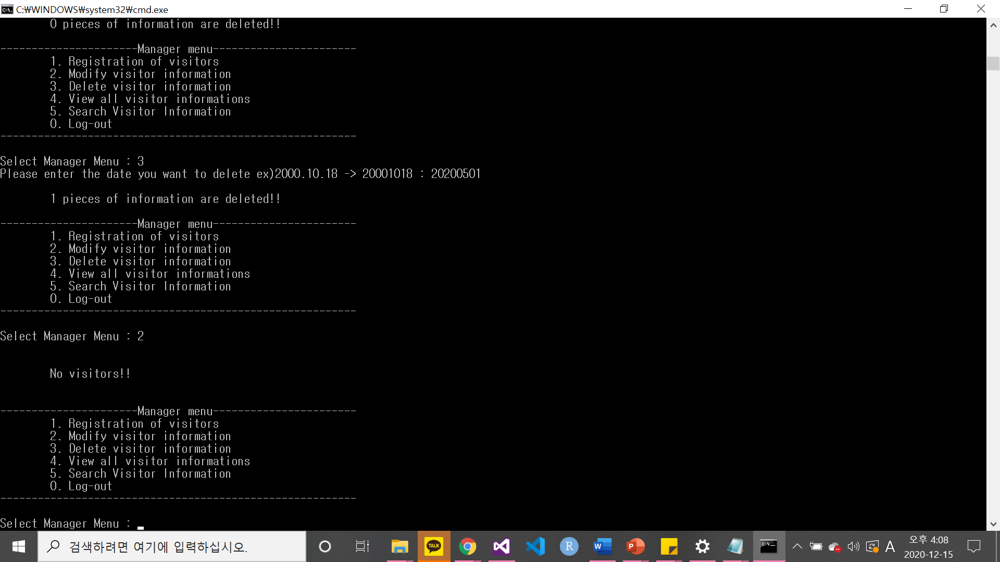 C:₩WINDOWS₩system32₩cmd.exe
0 pieces of information are deleted!!
----------------------Manager menu-----------------------
1. Registration of visitors
2. Modify visitor information
3. Delete visitor information
4. View all visitor informations
5. Search Visitor Information
0. Log-out
---------------------------------------------------------
Select Manager Menu : 3
Please enter the date you want to delete ex)2000.10.18 -> 20001018 : 20200501
1 pieces of information are deleted!!
----------------------Manager menu-----------------------
1. Registration of visitors
2. Modify visitor information
3. Delete visitor information
4. View all visitor informations
5. Search Visitor Information
0. Log-out
---------------------------------------------------------
Select Manager Menu : 2
No visitors!!
----------------------Manager menu-----------------------
1. Registration of visitors
2. Modify visitor information
3. Delete visitor information
4. View all visitor informations
5. Search Visitor Information
0. Log-out
---------------------------------------------------------
Select Manager Menu :
검색하려면 여기에 입력하십시오.
TALK
R
W
P
A
오후 4:08
2020-12-15